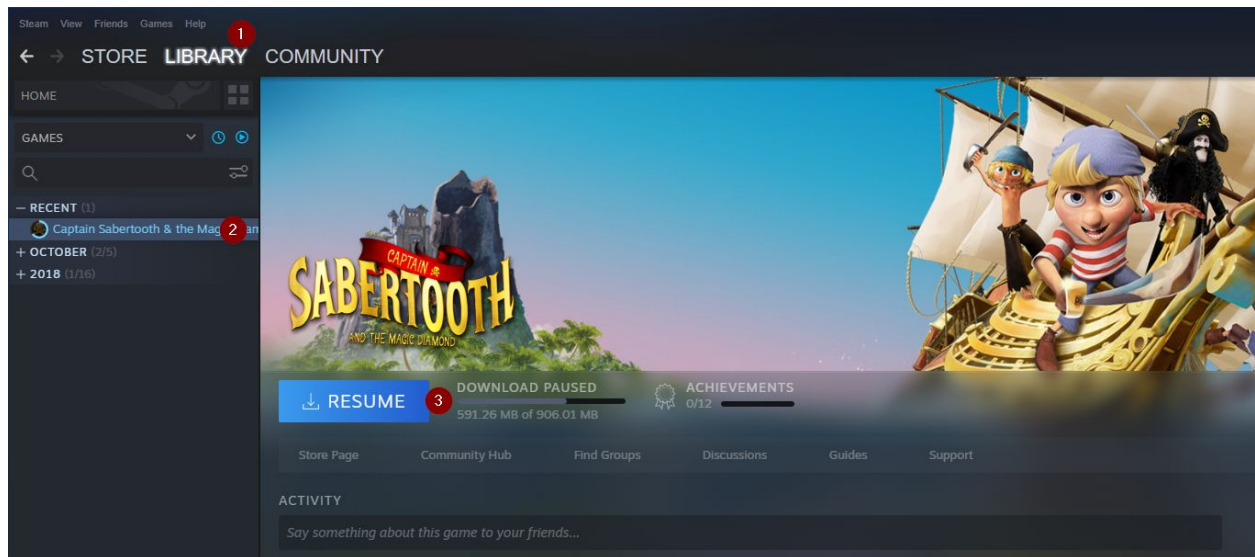 Steam View Friends Games Help
1
STORE LIBRARY COMMUNITY
HOME
GAMES
— RECENT (1)
Captain Sabertooth & the Mag
2
+ OCTOBER (2/5)
+ 2018 (1/16)
CAPTAIN
SABERTOOTH
AND THE MAGIC DIAMOND
RESUME
3
DOWNLOAD PAUSED
591.26 MB of 906.01 MB
ACHIEVEMENTS
0/12
Store Page Community Hub Find Groups Discussions Guides Support
ACTIVITY
Say something about this game to your friends...